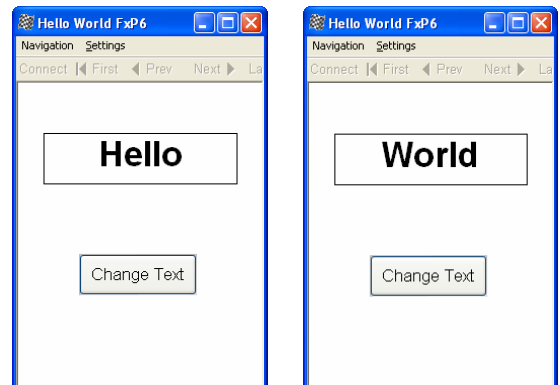 Hello World FxP6
Navigation Settings
Connect First Prev Next La
Hello
Change Text
Hello World FxP6
Navigation Settings
Connect First Prev Next La
World
Change Text